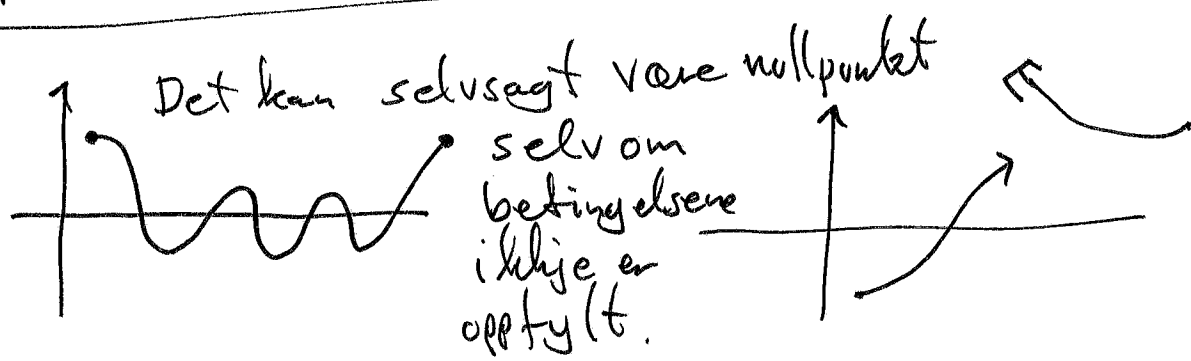 Det kan selvsagt være nullpunkt
selv om
betingelsene
ikkje er
oppfylt.